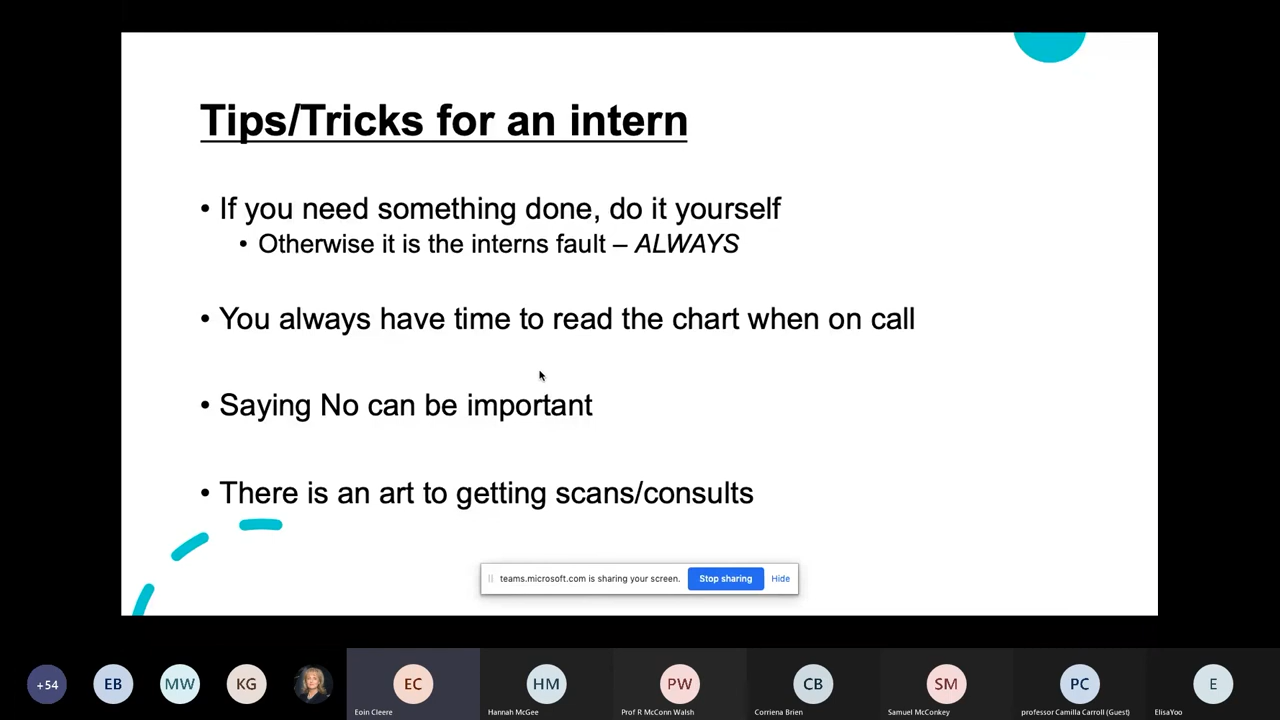 Tips/Tricks for an intern
• If you need something done, do it yourself
• Otherwise it is the interns fault – ALWAYS
• You always have time to read the chart when on call
• Saying No can be important
• There is an art to getting scans/consults
teams.microsoft.com is sharing your screen. Stop sharing Hide
+54 EB MW KG EC HM PW CB SM PC E
Eoin Cleere Hannah McGee Prof R McConn Walsh Corriena Brien Samuel McConkey professor Camilla Carroll (Guest) ElisaYoo